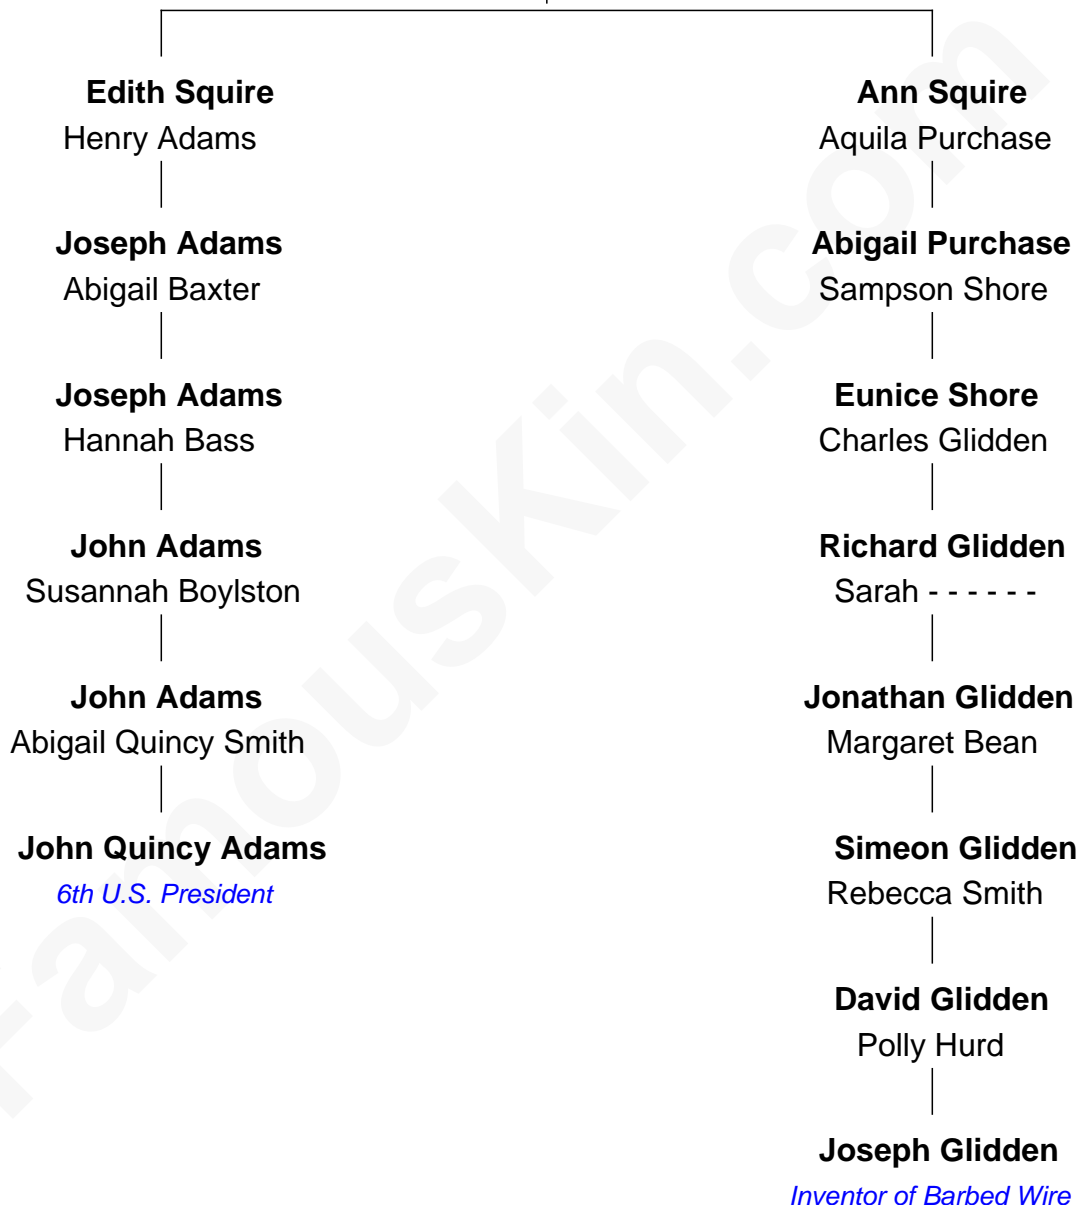 Edith Squire
Henry Adams
Joseph Adams
Abigail Baxter
Joseph Adams
Hannah Bass
John Adams
Susannah Boylston
John Adams
Abigail Quincy Smith
John Quincy Adams
6th U.S. President
Ann Squire
Aquila Purchase
Abigail Purchase
Sampson Shore
Eunice Shore
Charles Glidden
Richard Glidden
Sarah - - - - - -
Jonathan Glidden
Margaret Bean
Simeon Glidden
Rebecca Smith
David Glidden
Polly Hurd
Joseph Glidden
Inventor of Barbed Wire
FamousKin.com